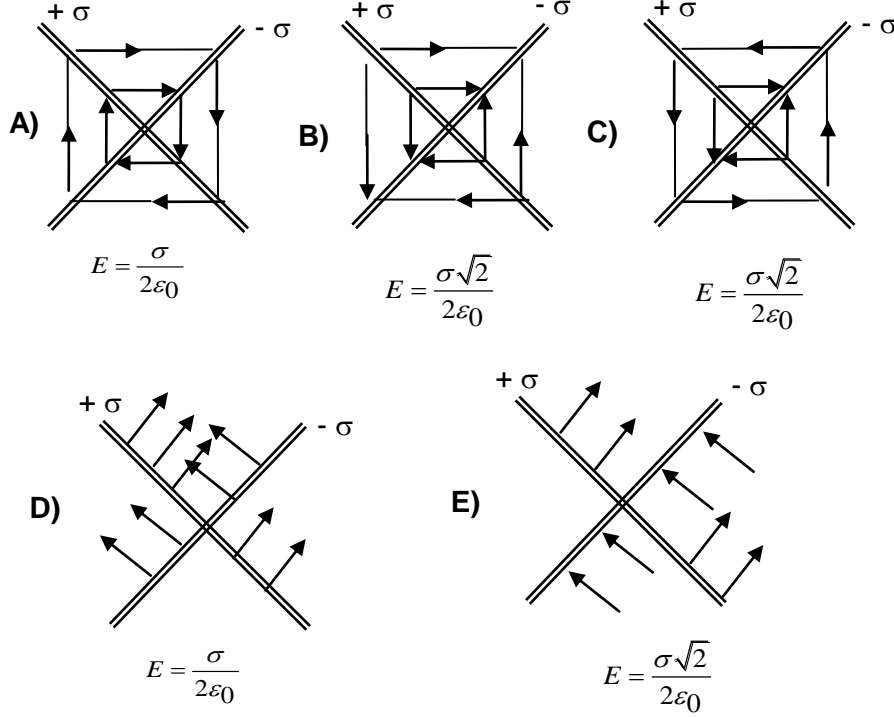 + σ - σ + σ - σ + σ - σ
A) B) C)
E = σ / 2ε0 E = σ√2 / 2ε0 E = σ√2 / 2ε0
+ σ - σ + σ - σ
D) E)
E = σ / 2ε0 E = σ√2 / 2ε0